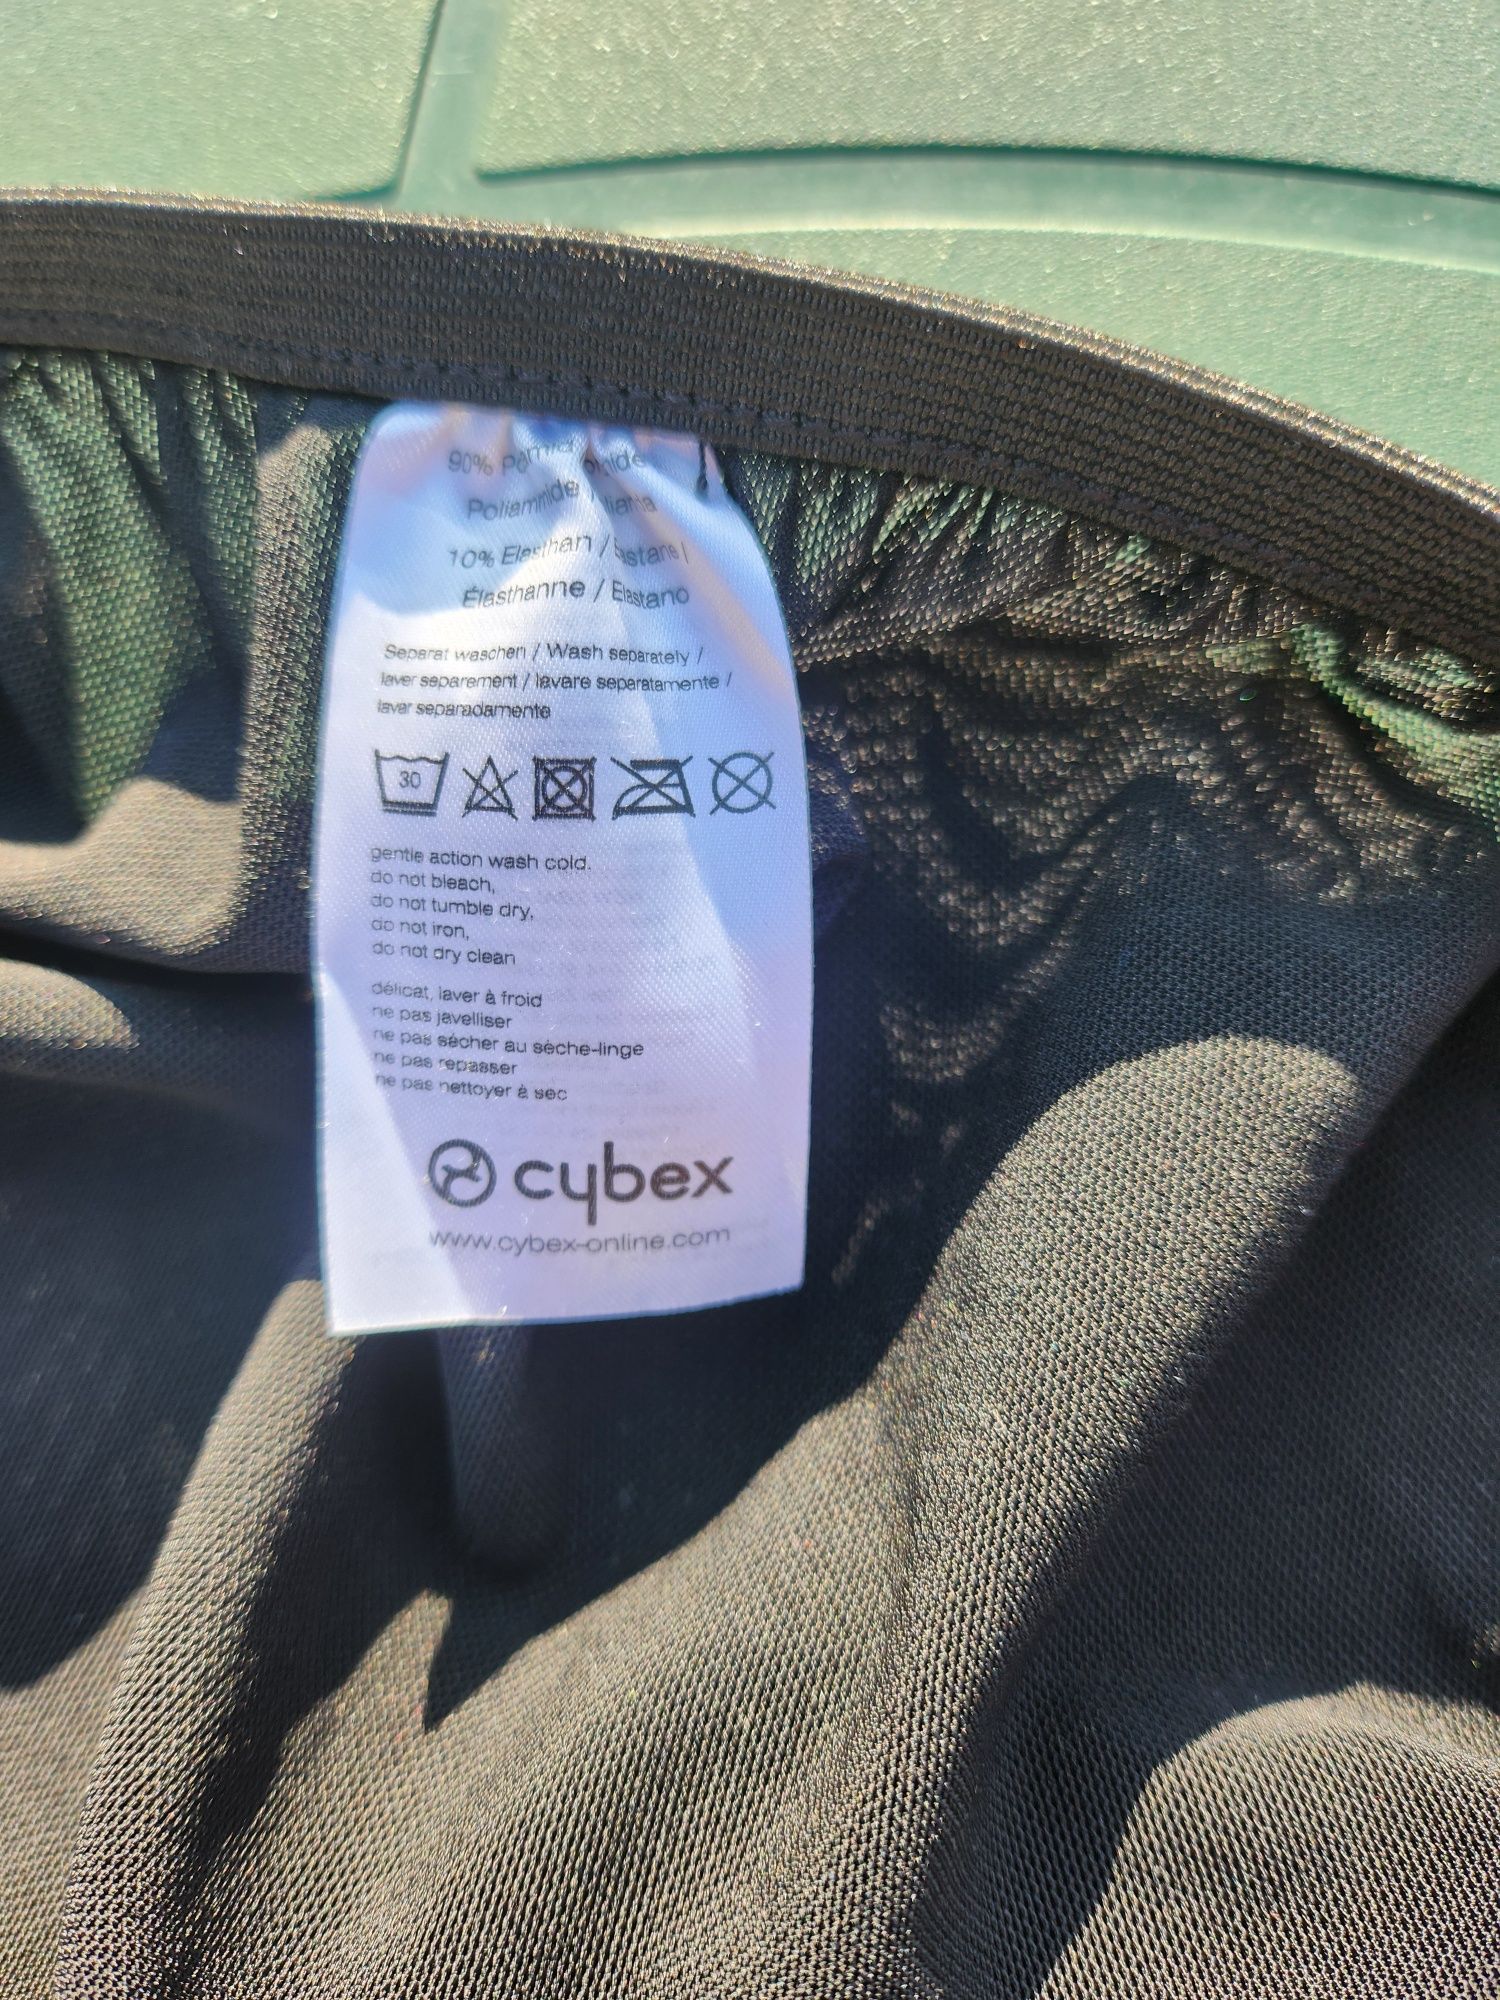 90%
Poliammide /
10% Elasthan / Elastane /
Élasthanne / Elastano
Separat waschen / Wash separately /
laver separement / lavare separatamente /
lavar separadamente
30
gentle action wash cold.
do not bleach,
do not tumble dry,
do not iron,
do not dry clean
délicat, laver à froid
ne pas javelliser
ne pas sécher au sèche-linge
ne pas repasser
ne pas nettoyer à sec
cybex
www.cybex-online.com